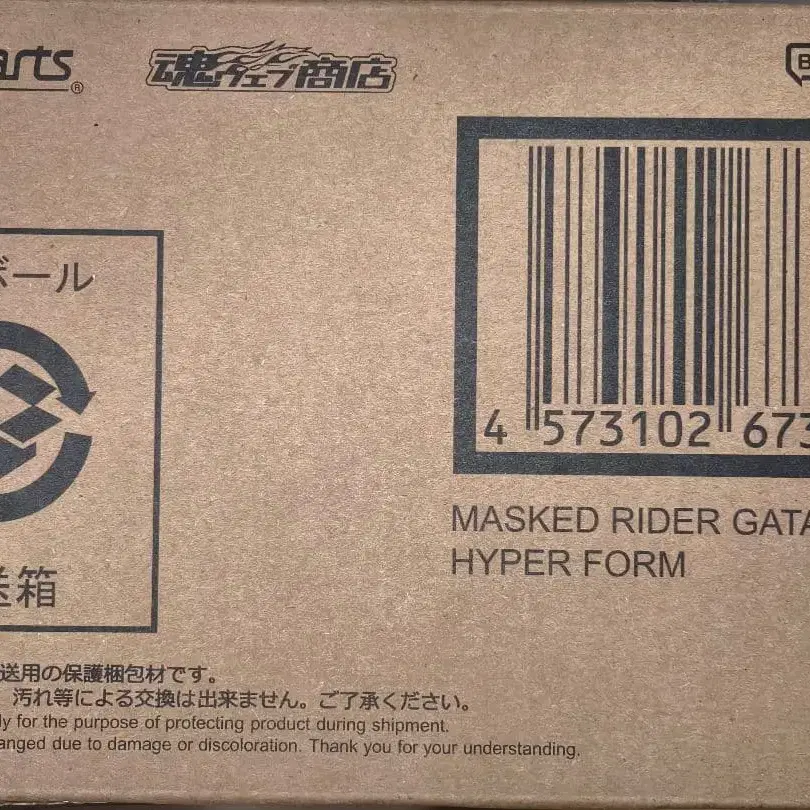 arts®
魂ウェブ商店
B
ボール
送箱
4 573102 673
MASKED RIDER GATA
HYPER FORM
送用の保護梱包材です。
汚れ等による交換は出来ません。ご了承ください。
ly for the purpose of protecting product during shipment.
anged due to damage or discoloration. Thank you for your understanding.